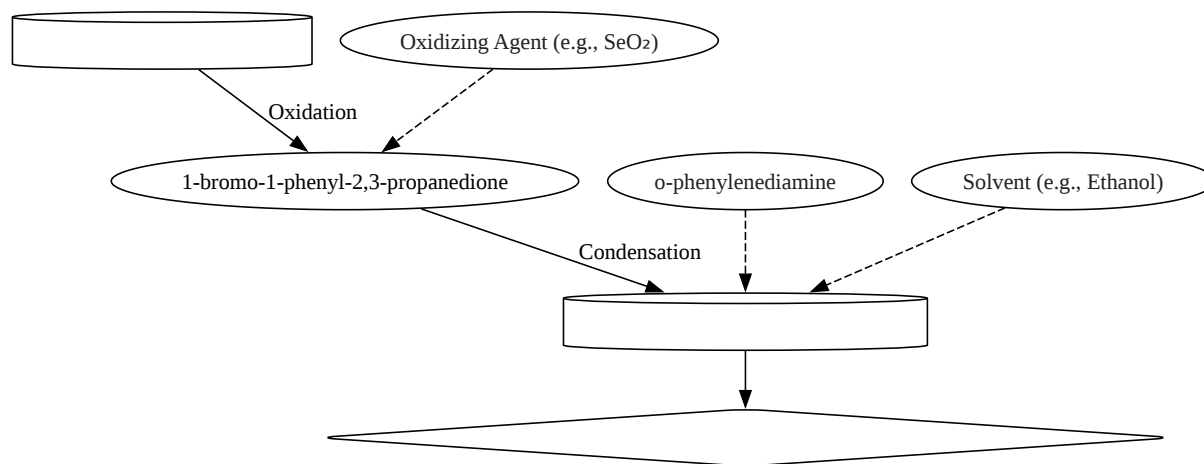 Oxidizing Agent (e.g., SeO₂)
Oxidation
1-bromo-1-phenyl-2,3-propanedione
o-phenylenediamine
Solvent (e.g., Ethanol)
Condensation